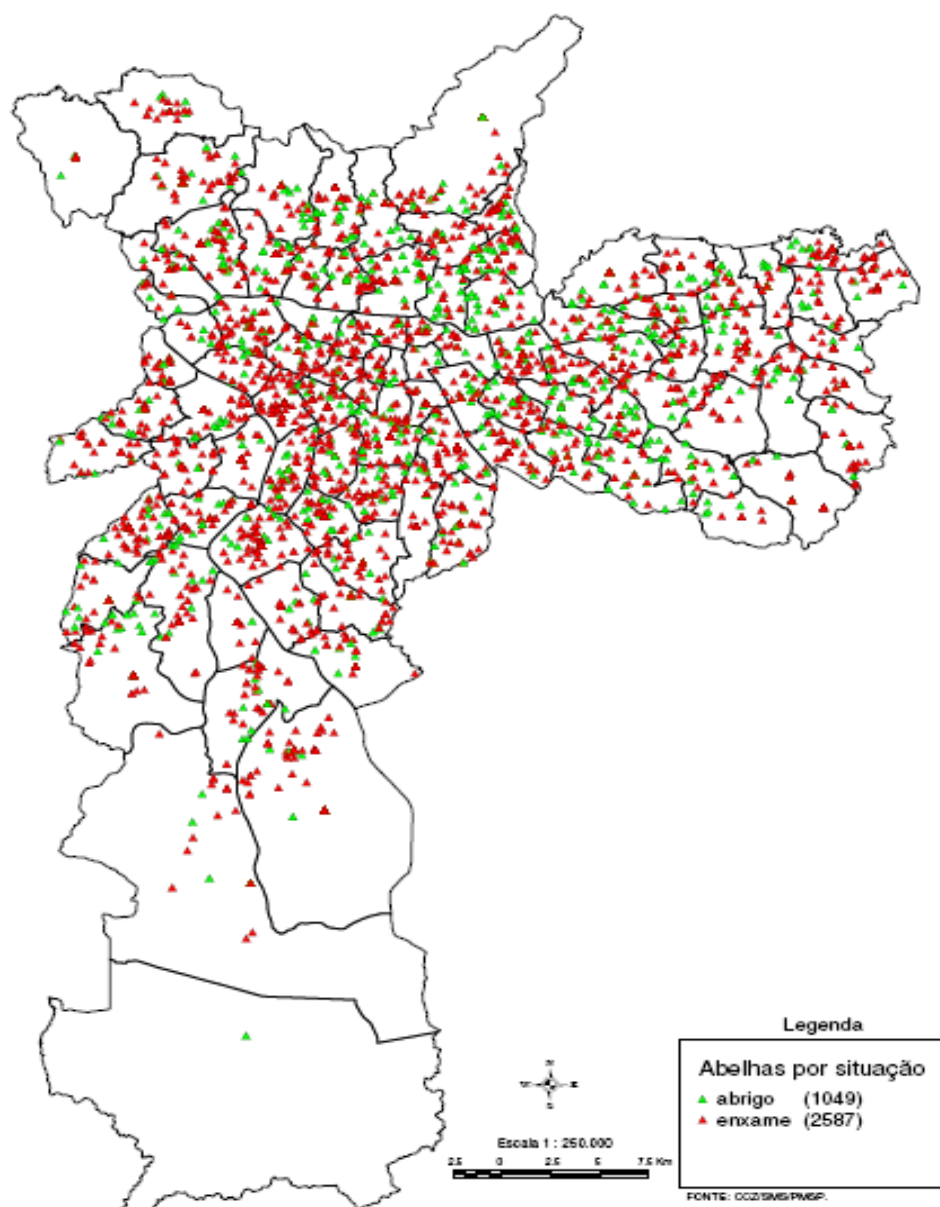 Legenda
Abelhas por situação
abrigo (1049)
enxame (2587)
N
W E
S
Escala 1 : 250.000
2.5 0 2.5 5 7.5 Km
FONTE: CCZ/SMS/PMSP.